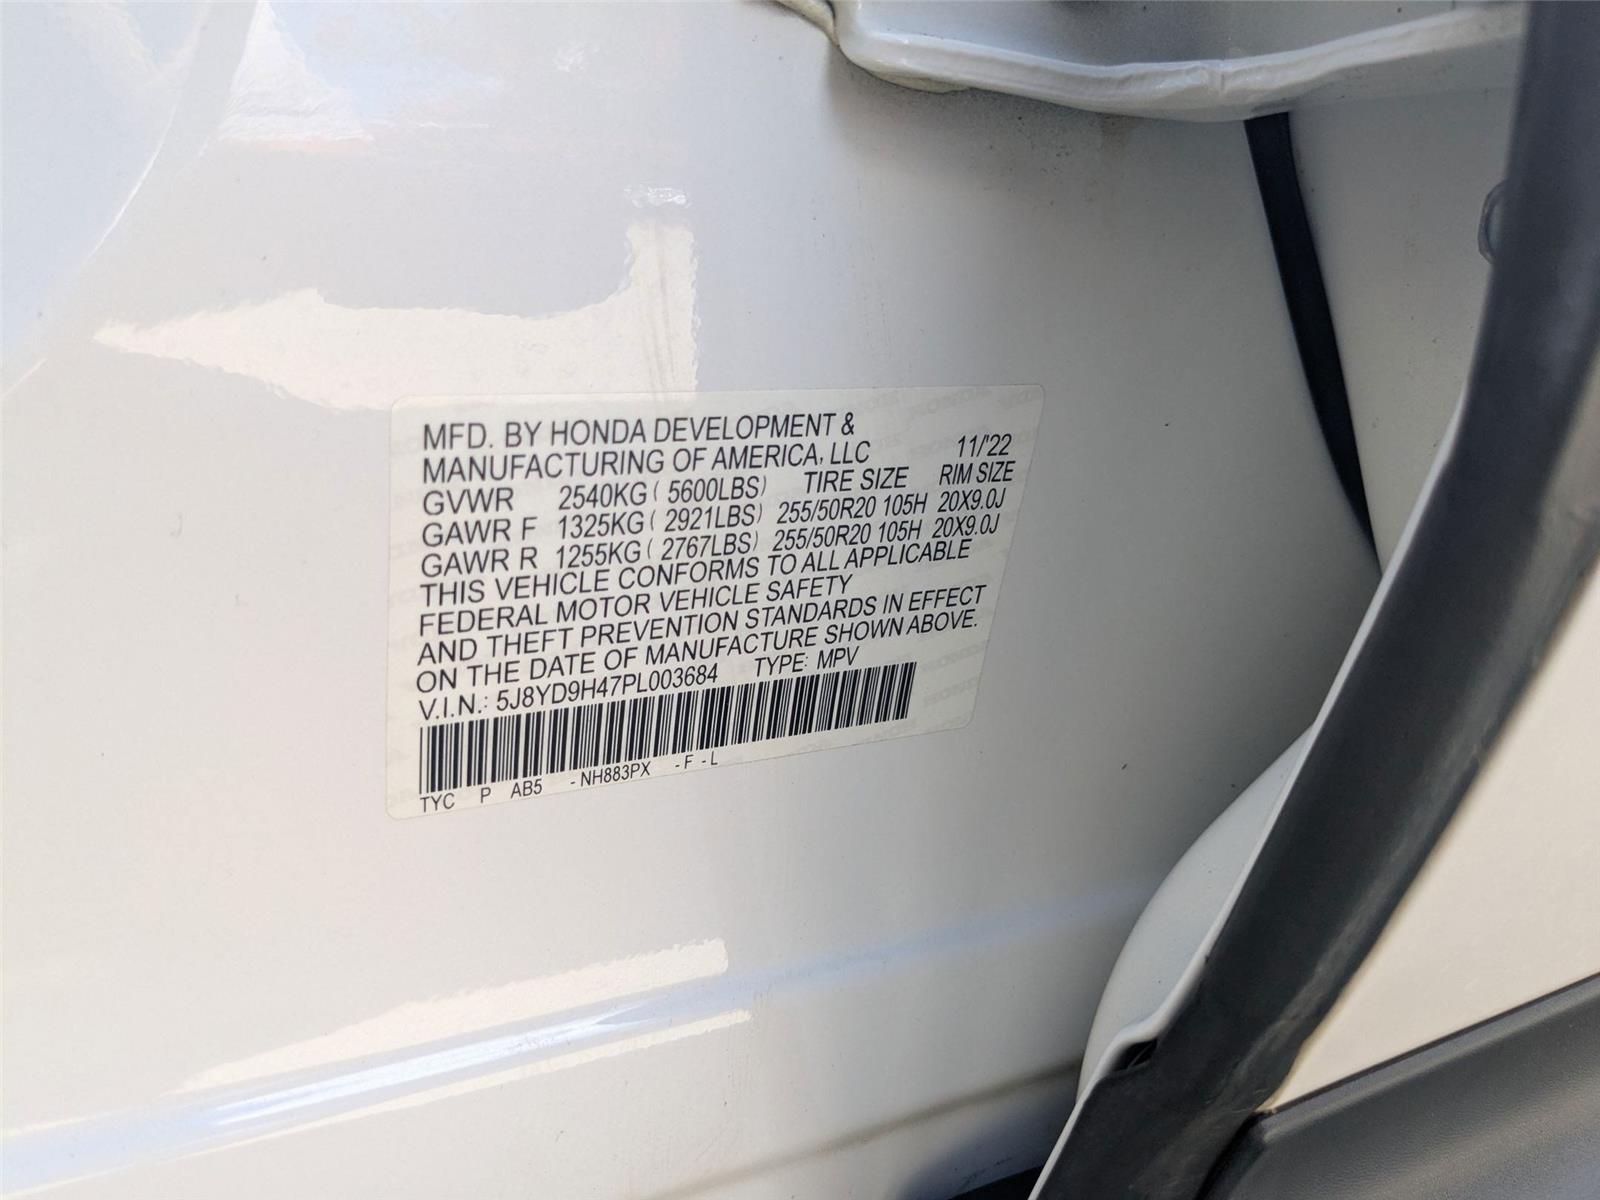 MFD. BY HONDA DEVELOPMENT &
MANUFACTURING OF AMERICA, LLC 11/'22
GVWR 2540KG ( 5600LBS) TIRE SIZE RIM SIZE
GAWR F 1325KG ( 2921LBS) 255/50R20 105H 20X9.0J
GAWR R 1255KG ( 2767LBS) 255/50R20 105H 20X9.0J
THIS VEHICLE CONFORMS TO ALL APPLICABLE
FEDERAL MOTOR VEHICLE SAFETY
AND THEFT PREVENTION STANDARDS IN EFFECT
ON THE DATE OF MANUFACTURE SHOWN ABOVE.
V.I.N.: 5J8YD9H47PL003684 TYPE: MPV
TYC P AB5 - NH883PX - F - L